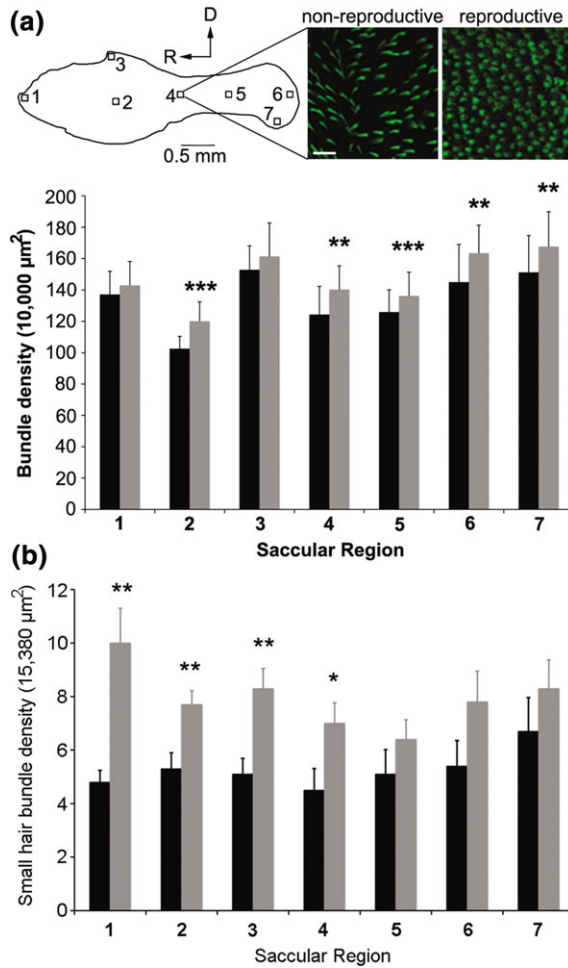 (a)
D
R
non-reproductive reproductive
3
1 2 4 5 6
7
0.5 mm
Bundle density (10,000 µm²)
200
180
160
140
120
100
80
60
40
20
0
*** ** *** ** **
1 2 3 4 5 6 7
Saccular Region
(b)
Small hair bundle density (15,380 µm²)
12
10
8
6
4
2
0
** ** ** *
1 2 3 4 5 6 7
Saccular Region